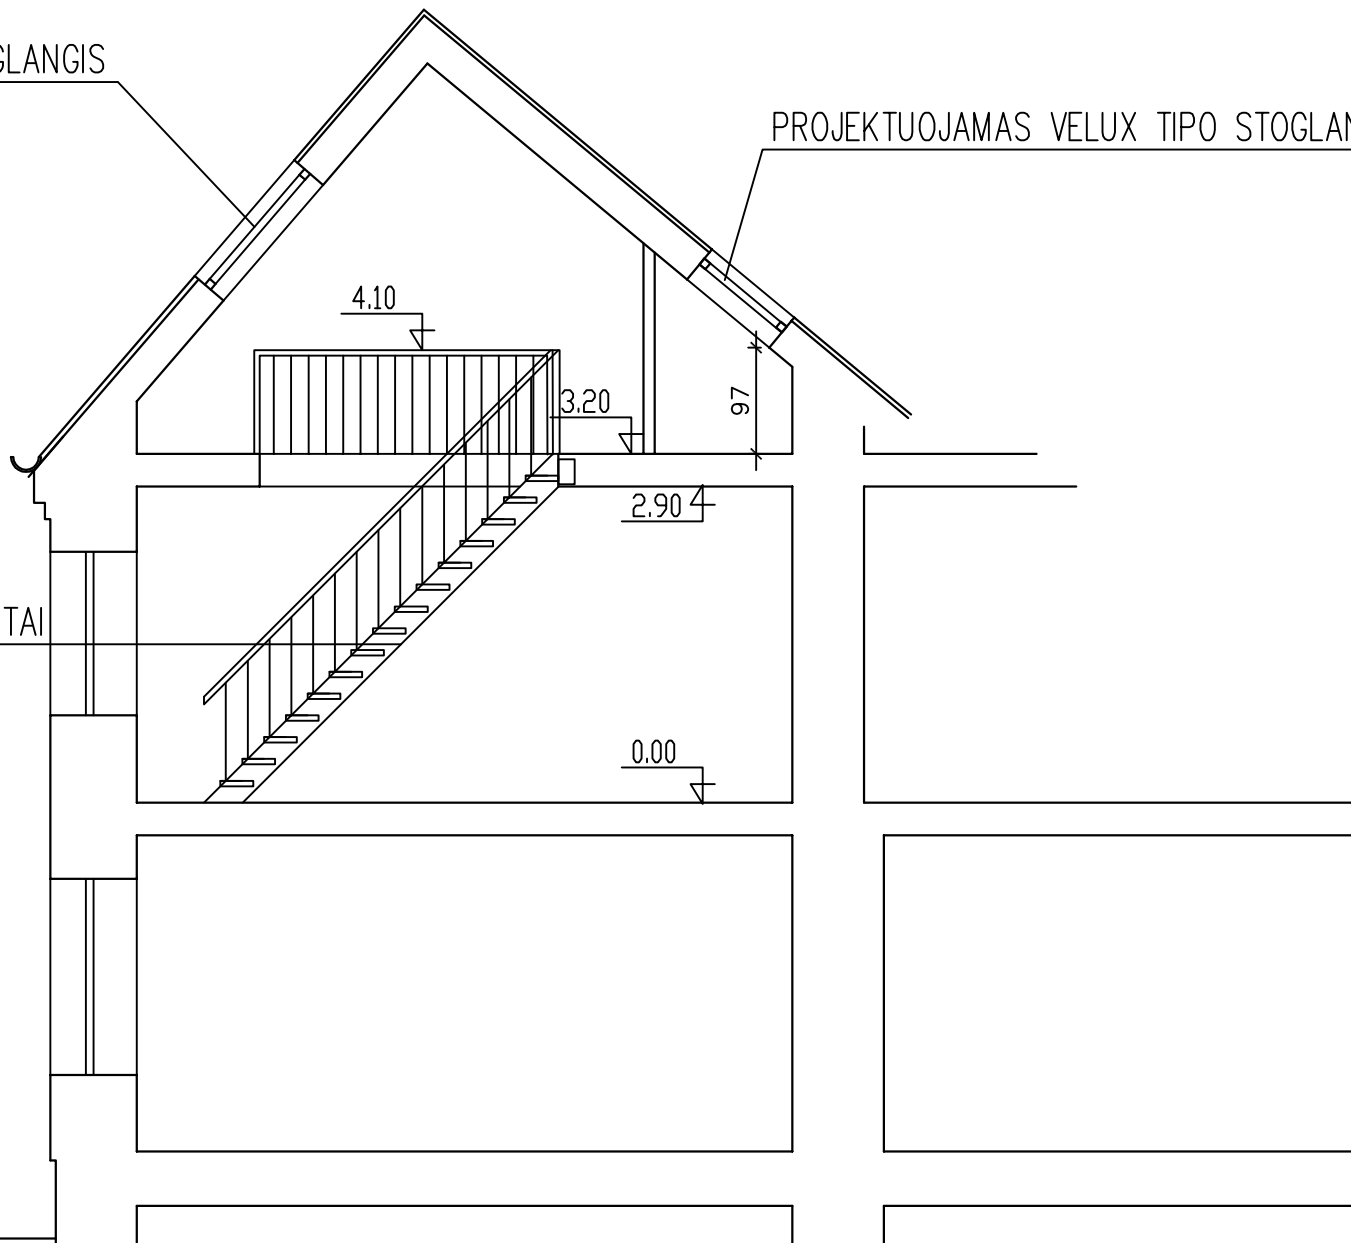 GLANGIS
PROJEKTUOJAMAS VELUX TIPO STOGLAN
4.10
3.20
97
2.90
TAI
0.00